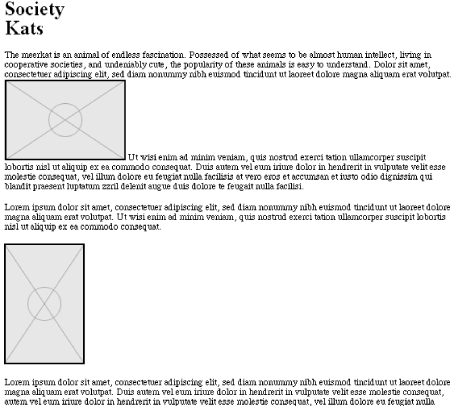 Society
Kats
The meerkat is an animal of endless fascination. Possessed of what seems to be almost human intellect, living in
cooperative societies, and undeniably cute, the popularity of these animals is easy to understand. Dolor sit amet,
consectetuer adipiscing elit, sed diam nonummy nibh euismod tincidunt ut laoreet dolore magna aliquam erat volutpat.
Ut wisi enim ad minim veniam, quis nostrud exerci tation ullamcorper suscipit
lobortis nisl ut aliquip ex ea commodo consequat. Duis autem vel eum iriure dolor in hendrerit in vulputate velit esse
molestie consequat, vel illum dolore eu feugiat nulla facilisis at vero eros et accumsan et iusto odio dignissim qui
blandit praesent luptatum zzril delenit augue duis dolore te feugait nulla facilisi.
Lorem ipsum dolor sit amet, consectetuer adipiscing elit, sed diam nonummy nibh euismod tincidunt ut laoreet dolore
magna aliquam erat volutpat. Ut wisi enim ad minim veniam, quis nostrud exerci tation ullamcorper suscipit lobortis
nisl ut aliquip ex ea commodo consequat.
Lorem ipsum dolor sit amet, consectetuer adipiscing elit, sed diam nonummy nibh euismod tincidunt ut laoreet dolore
magna aliquam erat volutpat. Duis autem vel eum iriure dolor in hendrerit in vulputate velit esse molestie consequat,
autem vel eum iriure dolor in hendrerit in vulputate velit esse molestie consequat, vel illum dolore eu feugiat nulla